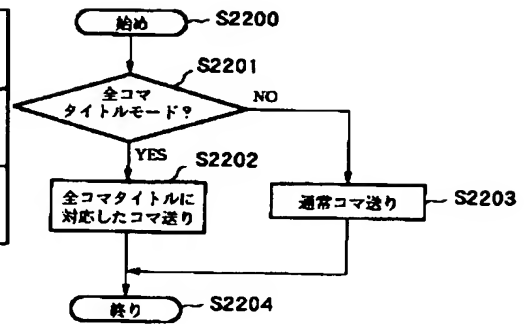 始め
S2200
S2201
全コマ
タイトルモード?
NO
YES
S2202
全コマタイトルに
対応したコマ送り
通常コマ送り
S2203
終り
S2204